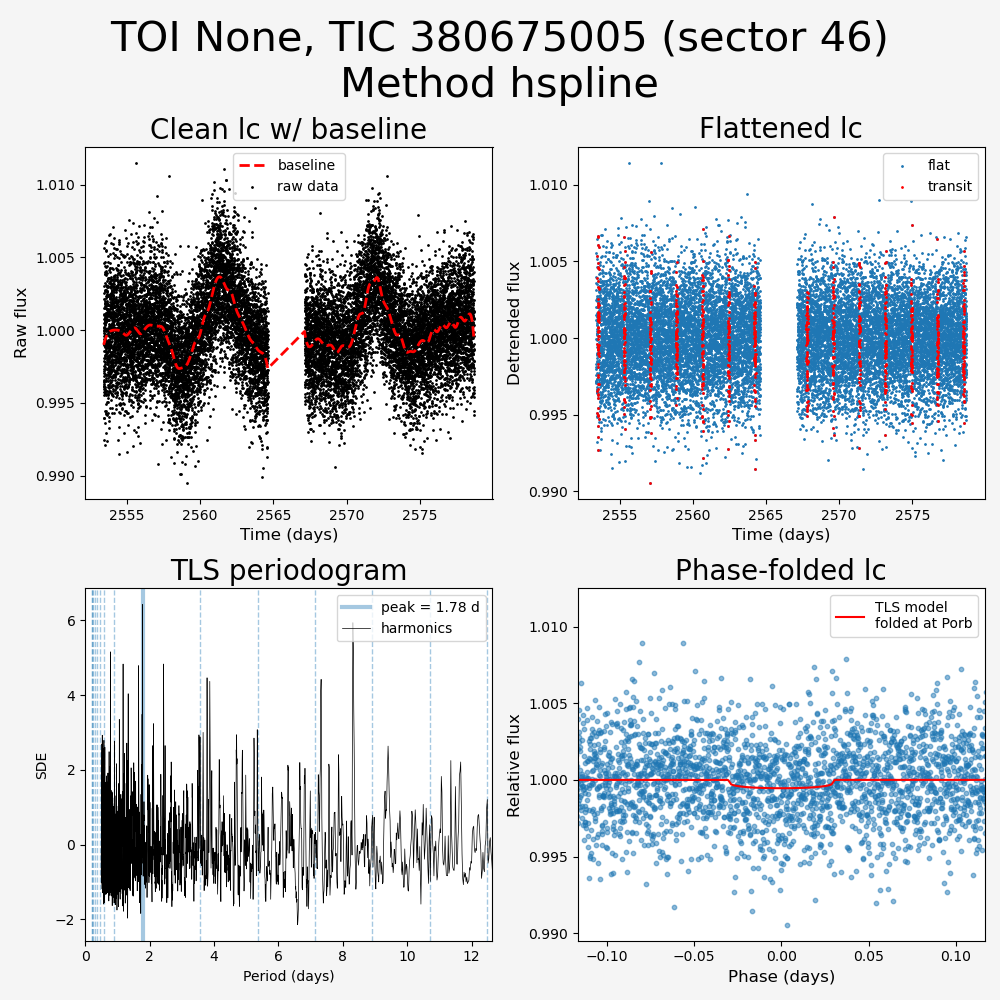 TOI None, TIC 380675005 (sector 46)
Method hspline
Clean lc w/ baseline
baseline
raw data
1.010
1.005
1.000
0.995
0.990
Raw flux
2555 2560 2565 2570 2575
Time (days)
Flattened lc
flat
transit
1.010
1.005
1.000
0.995
0.990
Detrended flux
2555 2560 2565 2570 2575
Time (days)
TLS periodogram
peak = 1.78 d
harmonics
6
4
2
0
−2
SDE
0 2 4 6 8 10 12
Period (days)
Phase-folded lc
TLS model
folded at Porb
1.010
1.005
1.000
0.995
0.990
Relative flux
−0.10 −0.05 0.00 0.05 0.10
Phase (days)